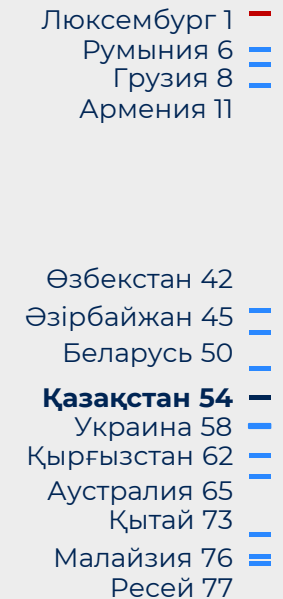 Люксембург 1
Румыния 6
Грузия 8
Армения 11
Өзбекстан 42
Әзірбайжан 45
Беларусь 50
Қазақстан 54
Украина 58
Қырғызстан 62
Аустралия 65
Қытай 73
Малайзия 76
Ресей 77